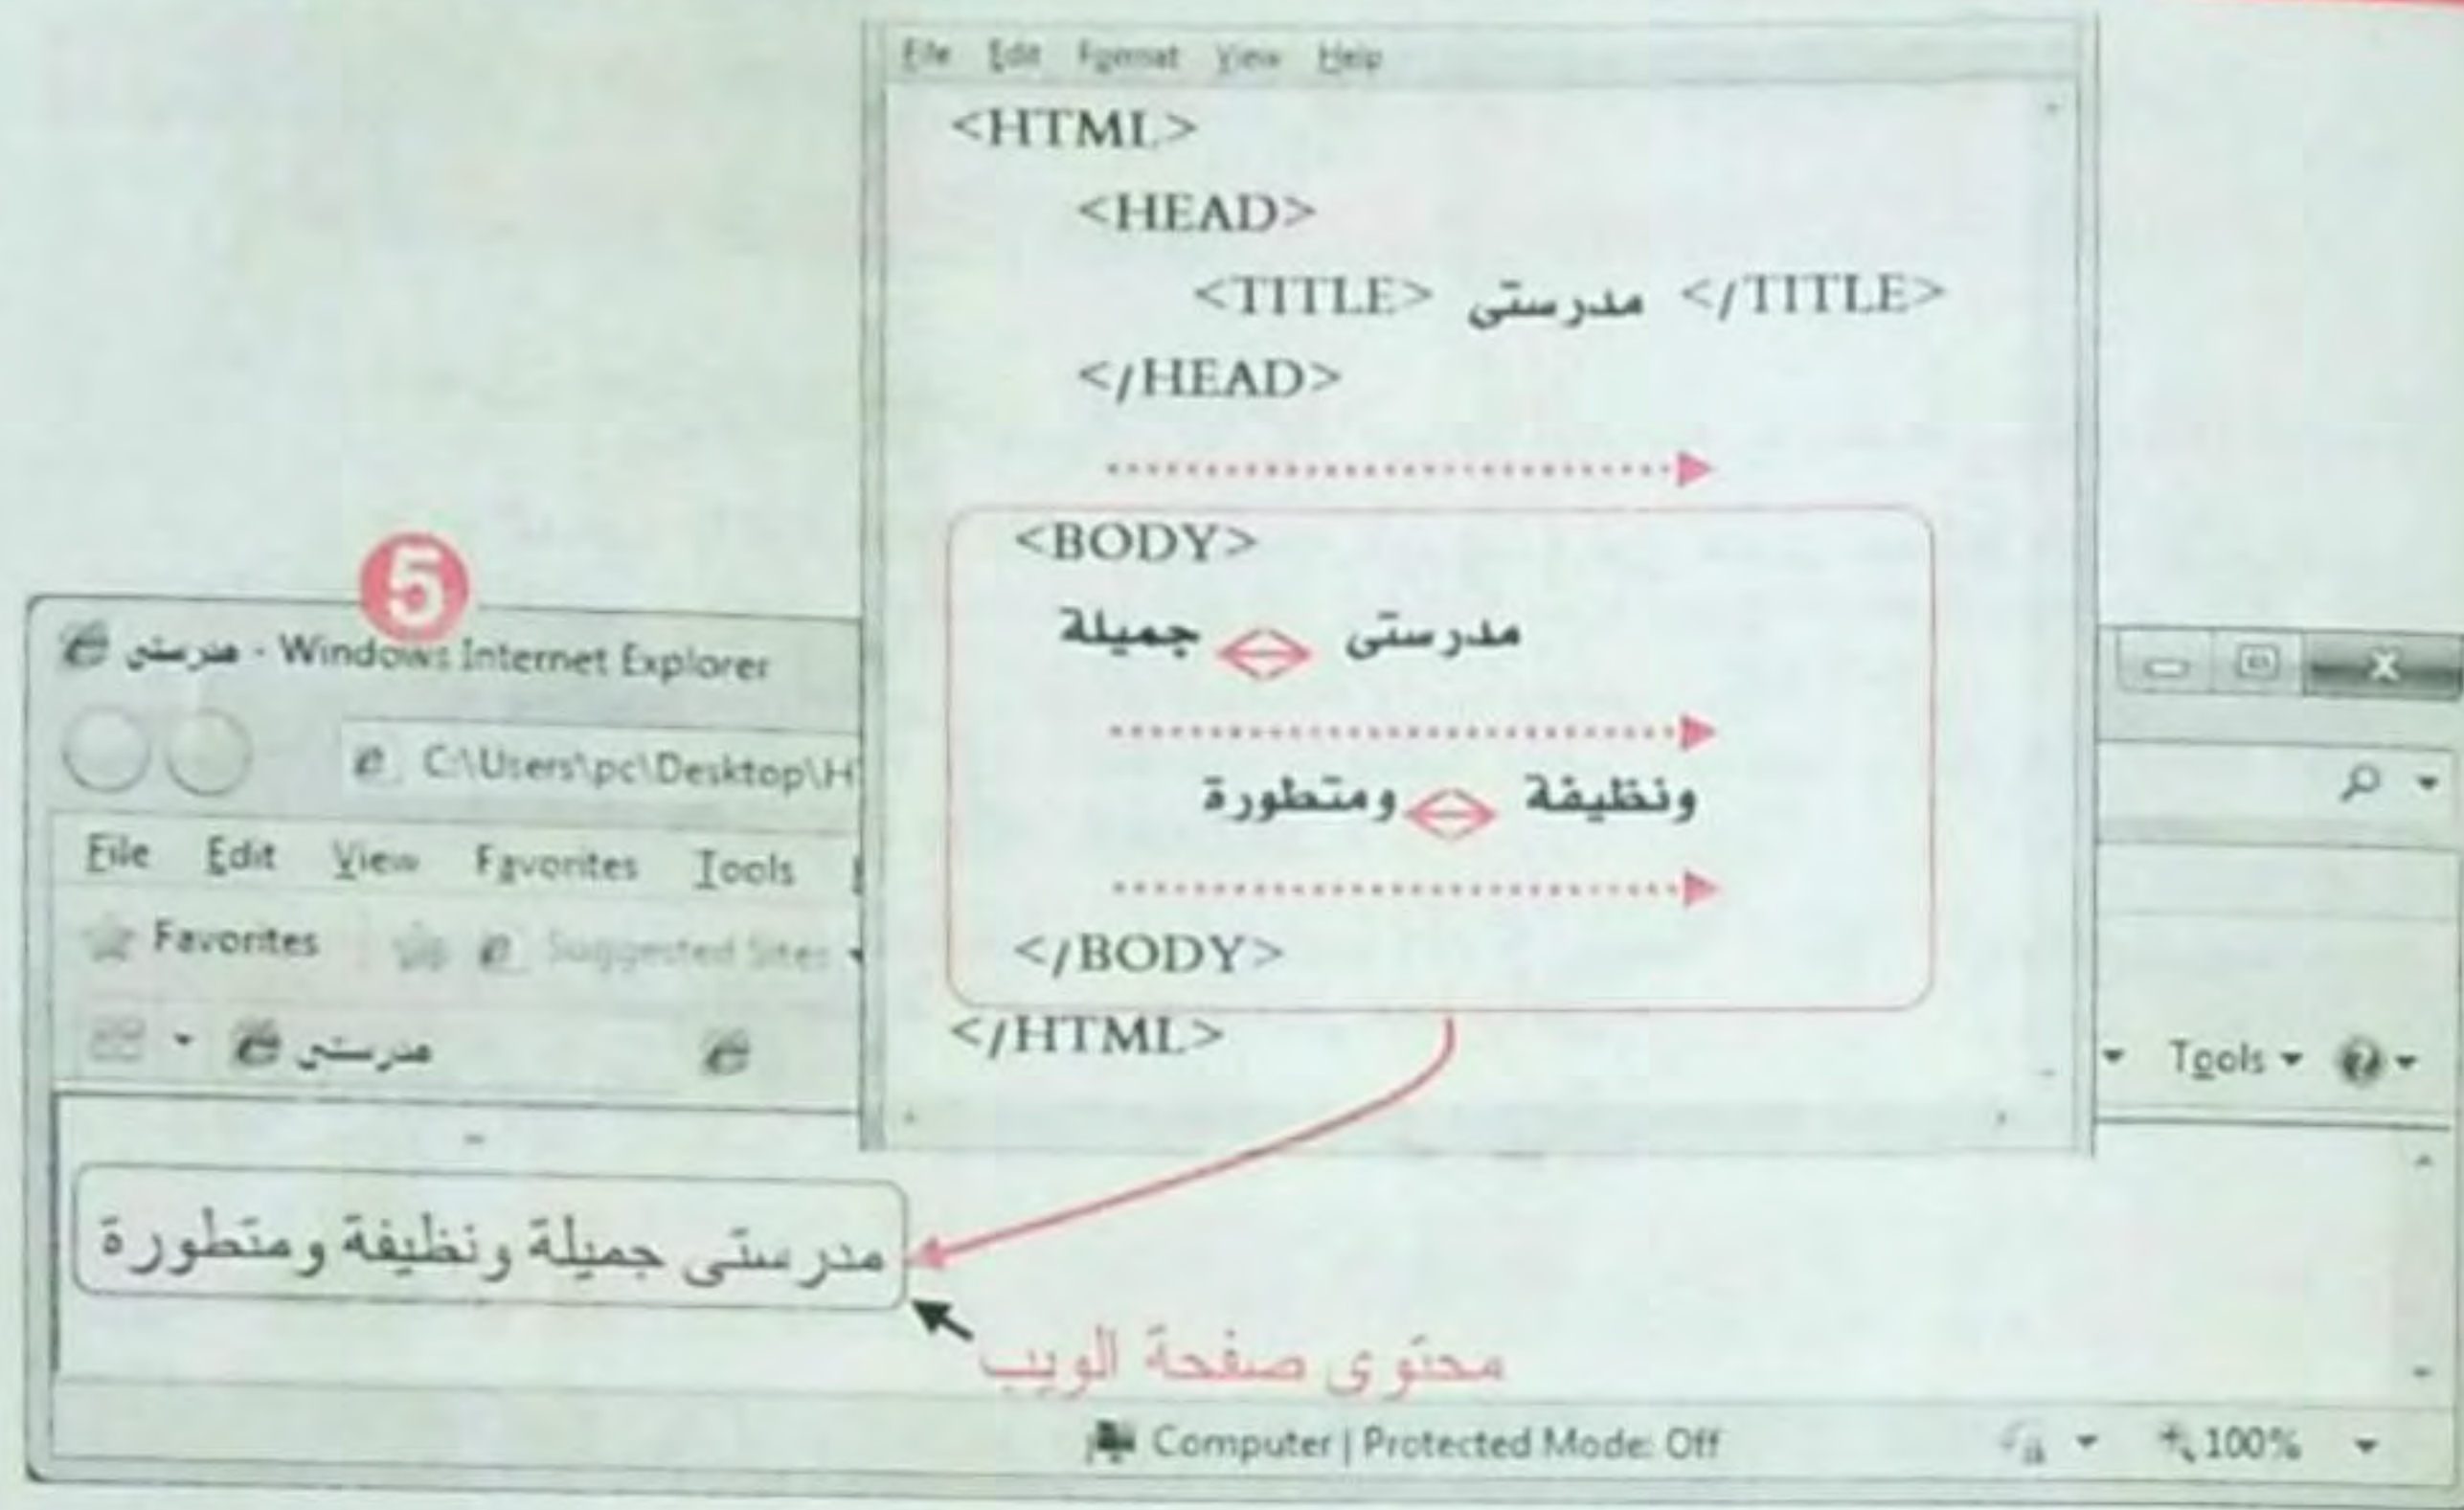 File Edit Format View Help
<HTML>
<HEAD>
<TITLE> مدرستى </TITLE>
</HEAD>
<BODY>
مدرستى جميلة
ونظيفة ومتطورة
</BODY>
</HTML>
5
مدرستى - Windows Internet Explorer
C:\Users\pc\Desktop\H
File Edit View Favorites Tools
Favorites Suggested Sites
مدرستى
Tools
مدرستى جميلة ونظيفة ومتطورة
محتوى صفحة الويب
Computer | Protected Mode: Off
100%